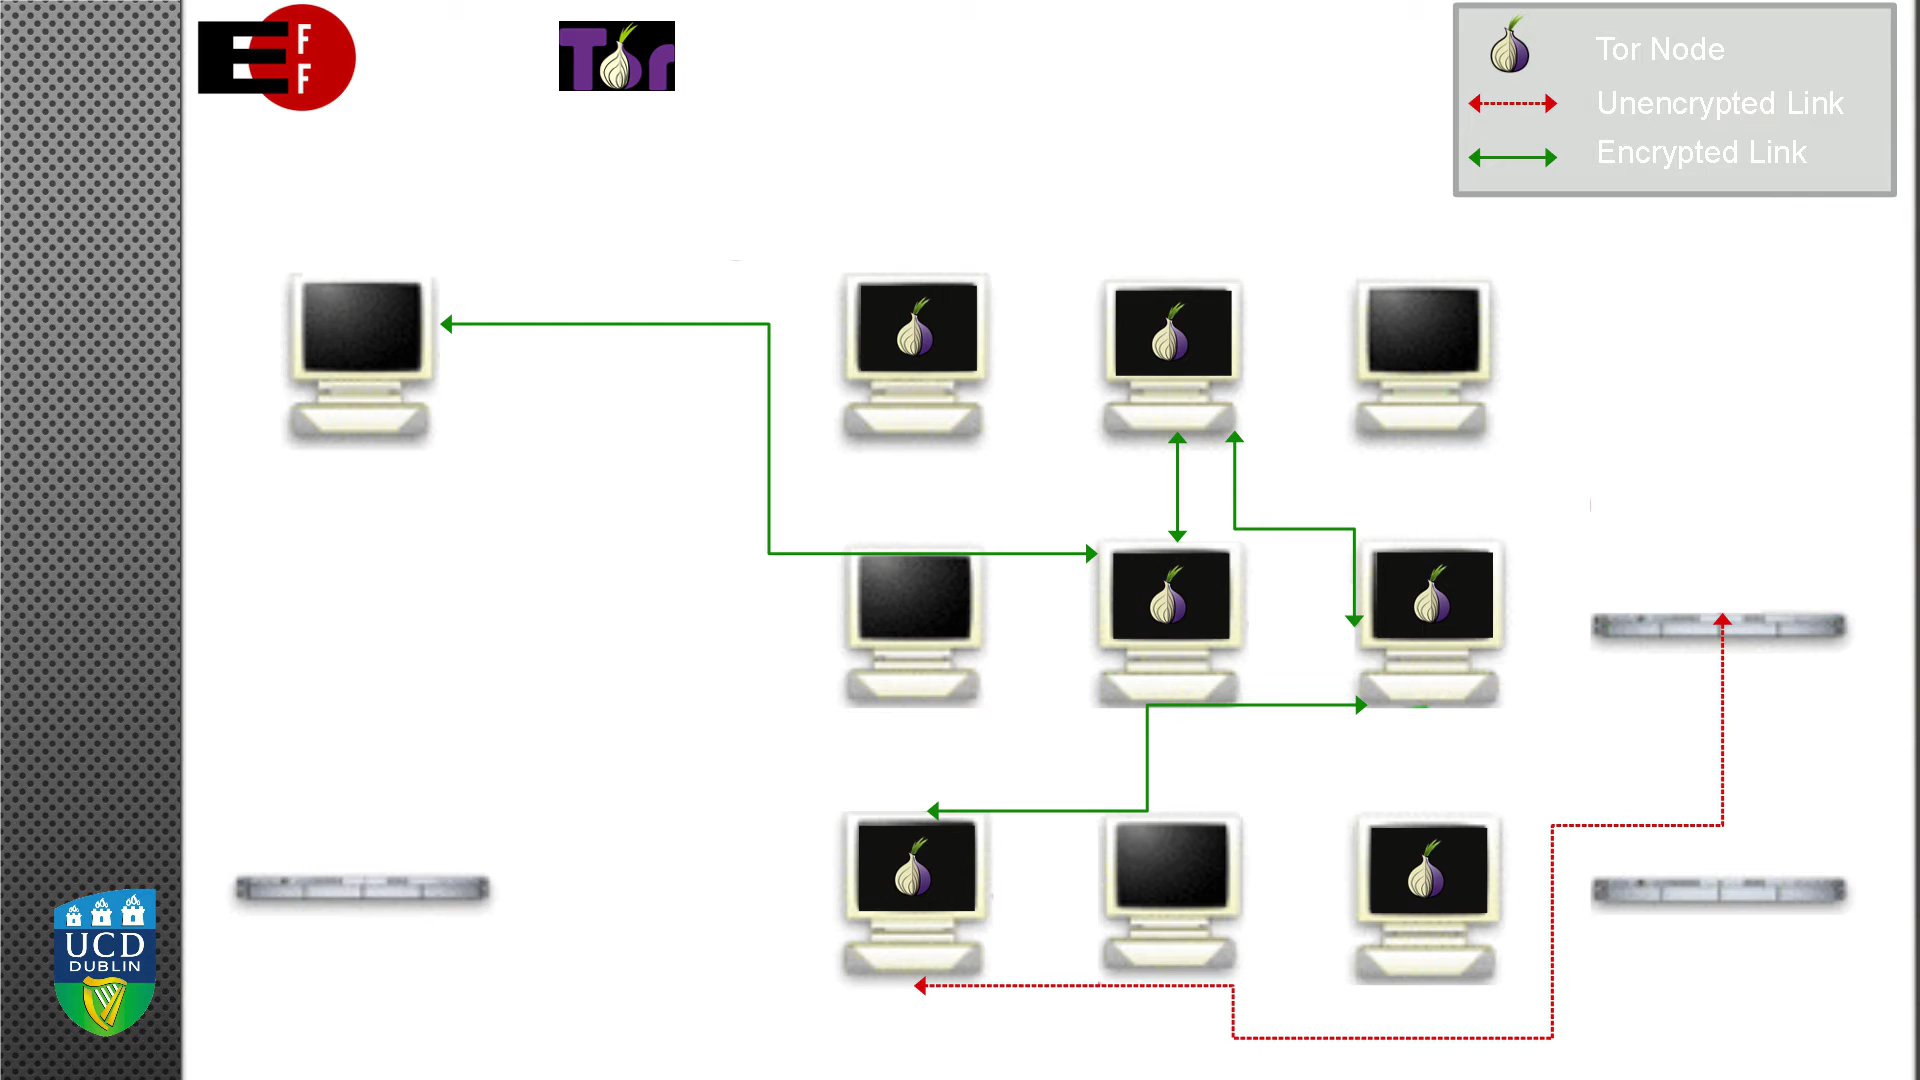 EFF
Tor
Tor Node
Unencrypted Link
Encrypted Link
UCD
DUBLIN